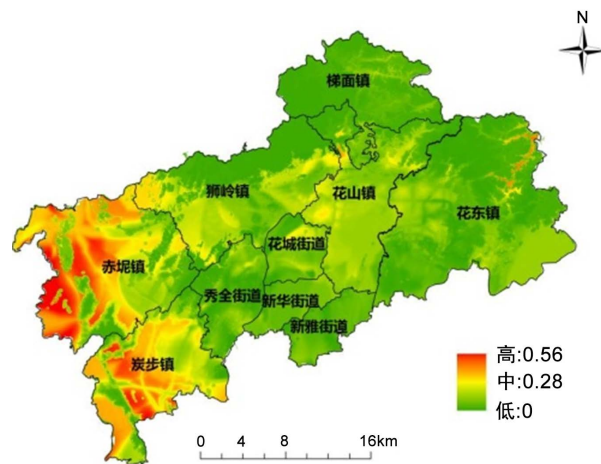 N
梯面镇
狮岭镇
花山镇
花东镇
花城街道
赤坭镇
秀全街道
新华街道
新雅街道
炭步镇
高:0.56
中:0.28
低:0
0 4 8 16km